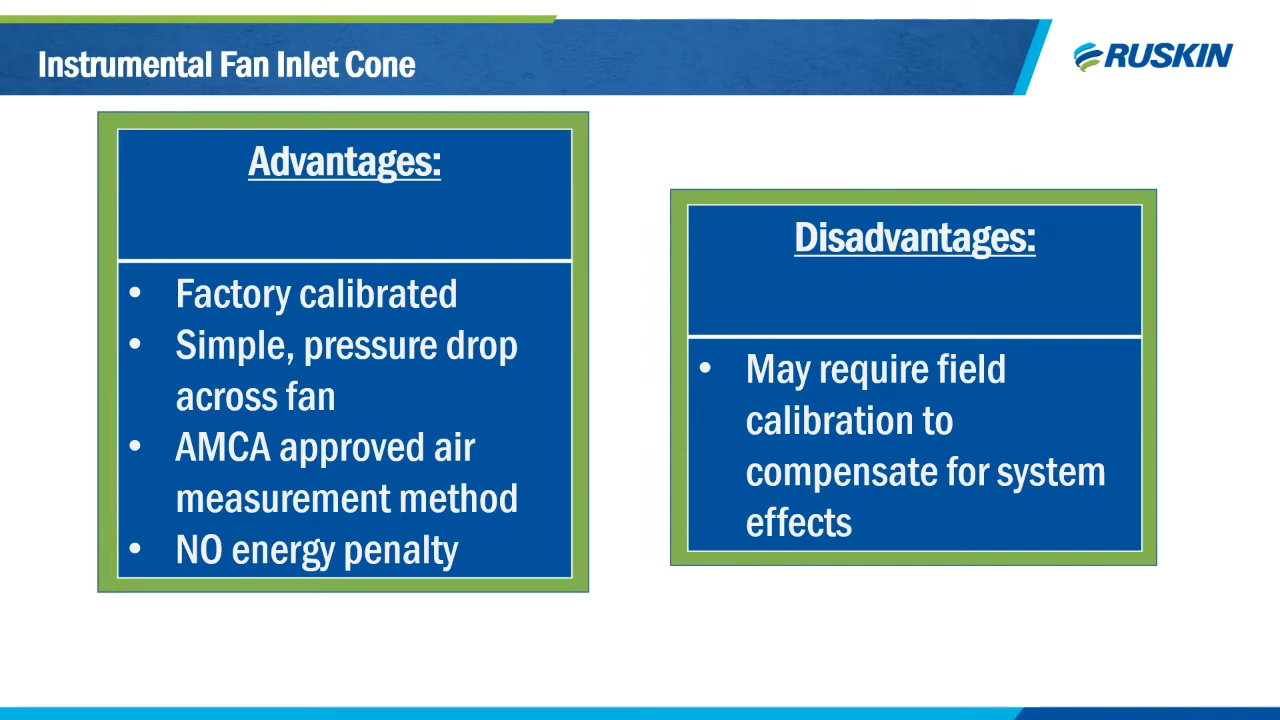 Instrumental Fan Inlet Cone
RUSKIN
Advantages:
• Factory calibrated
• Simple, pressure drop
across fan
• AMCA approved air
measurement method
• NO energy penalty
Disadvantages:
• May require field
calibration to
compensate for system
effects